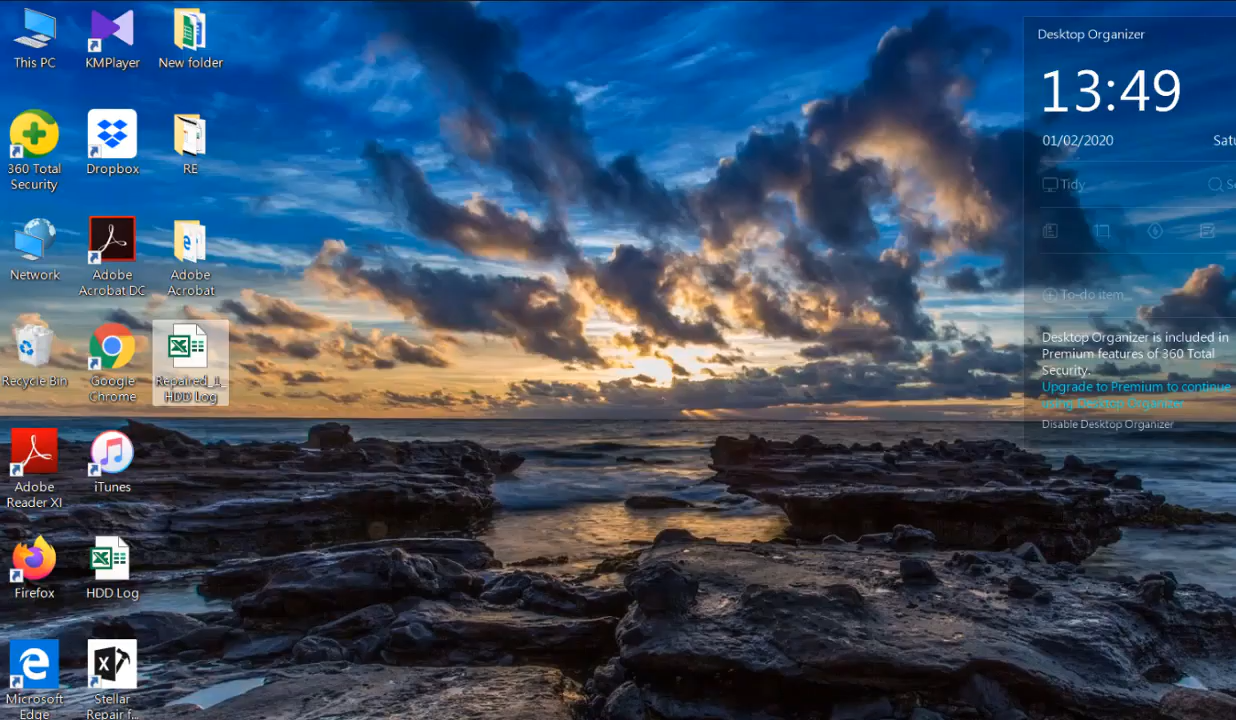 This PC
KMPlayer
New folder
360 Total
Security
Dropbox
RE
Network
Adobe
Acrobat DC
Adobe
Acrobat
Recycle Bin
Google
Chrome
Repaired_1_
HDD Log
Adobe
Reader XI
iTunes
Firefox
HDD Log
Microsoft
Edge
Stellar
Repair f...
Desktop Organizer
13:49
01/02/2020
Satu
Tidy
Se
To-do item
Desktop Organizer is included in
Premium features of 360 Total
Security.
Upgrade to Premium to continue
using Desktop Organizer
Disable Desktop Organizer